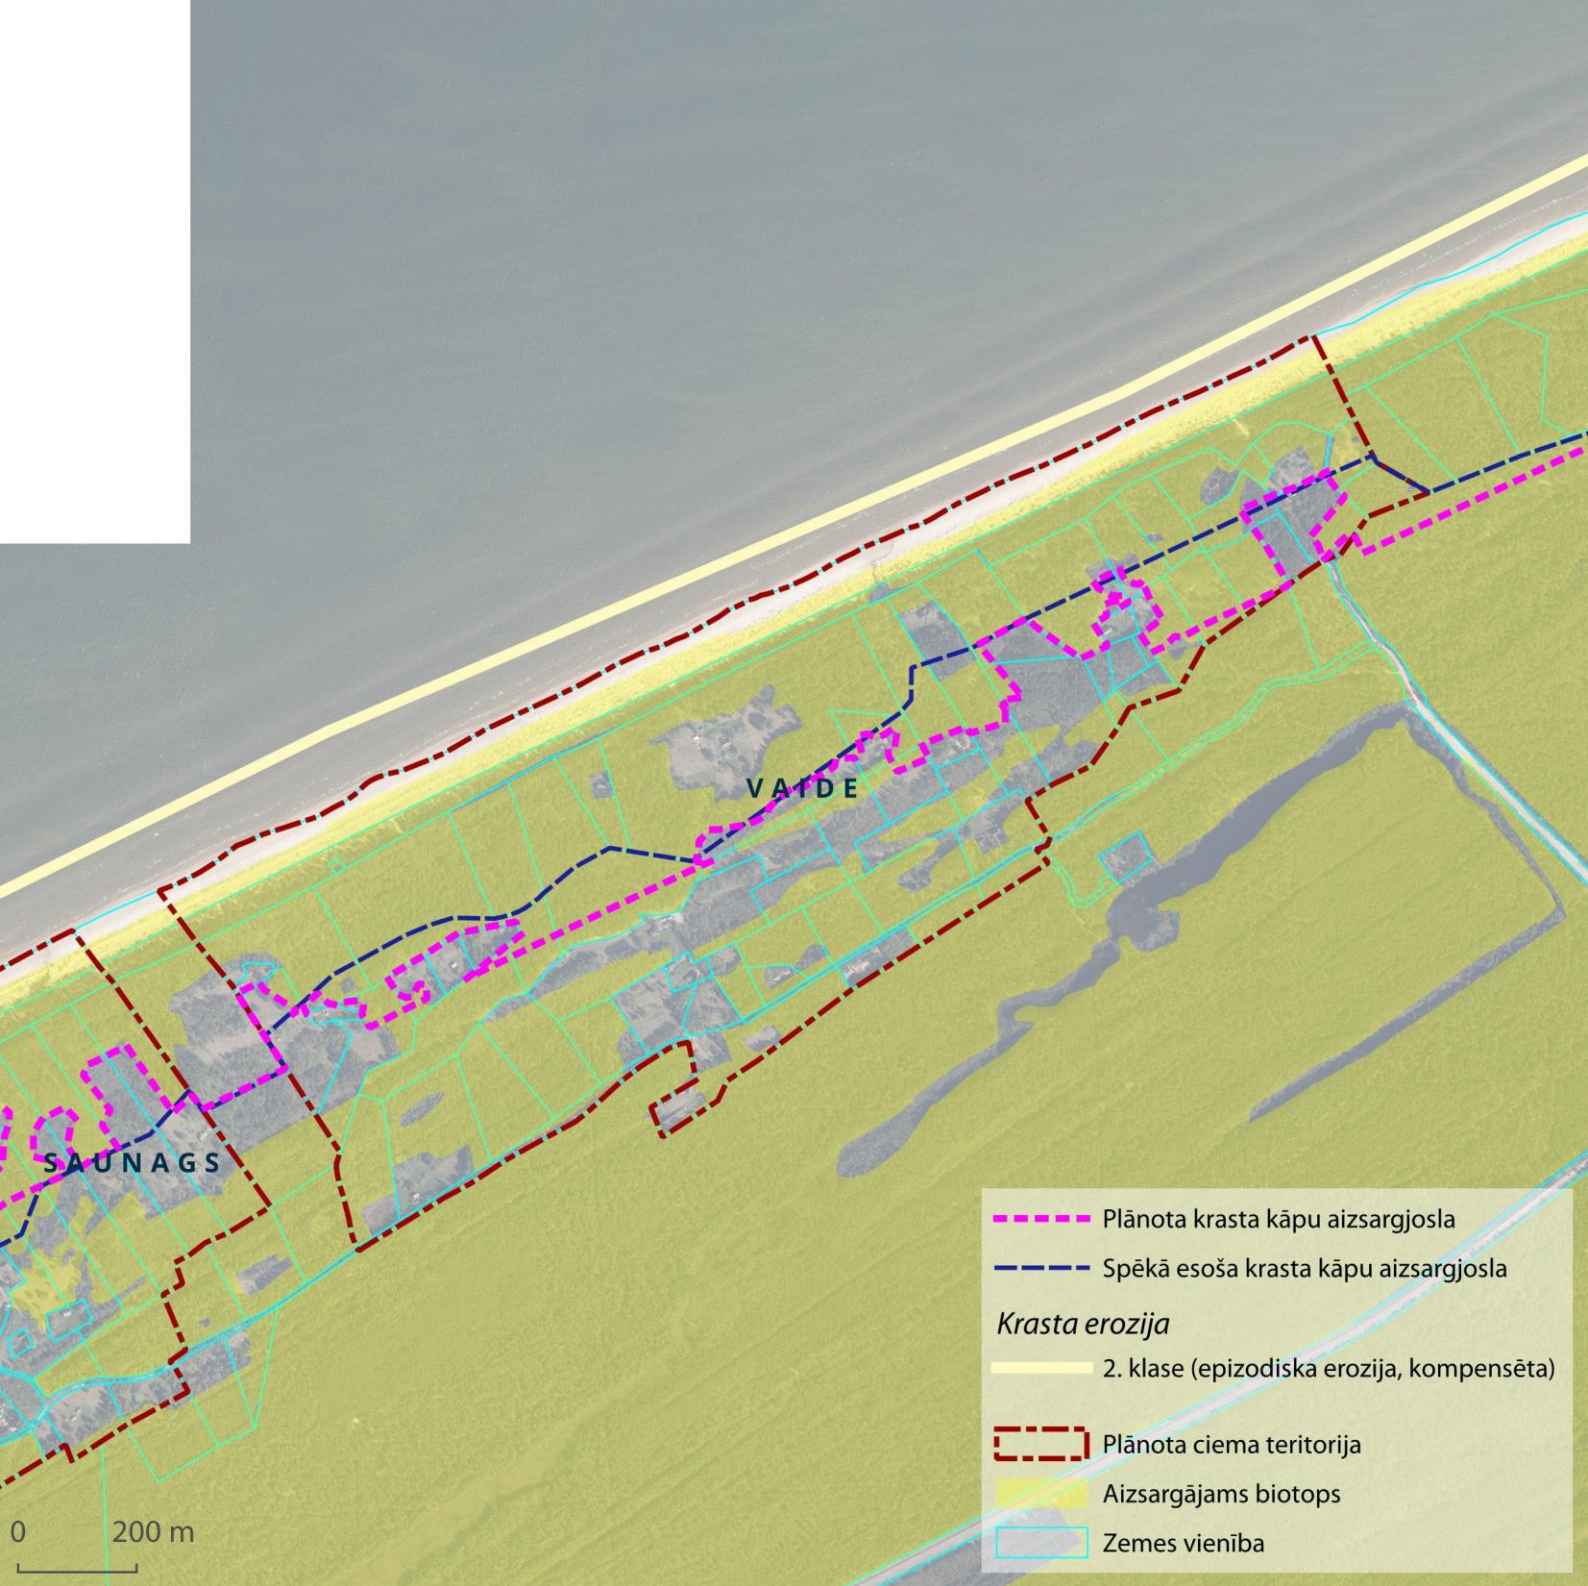 VAIDE
SAUNAGS
Plānota krasta kāpu aizsargjosla
Spēkā esoša krasta kāpu aizsargjosla
Krasta erozija
2. klase (epizodiska erozija, kompensēta)
Plānota ciema teritorija
Aizsargājams biotops
Zemes vienība
0 200 m